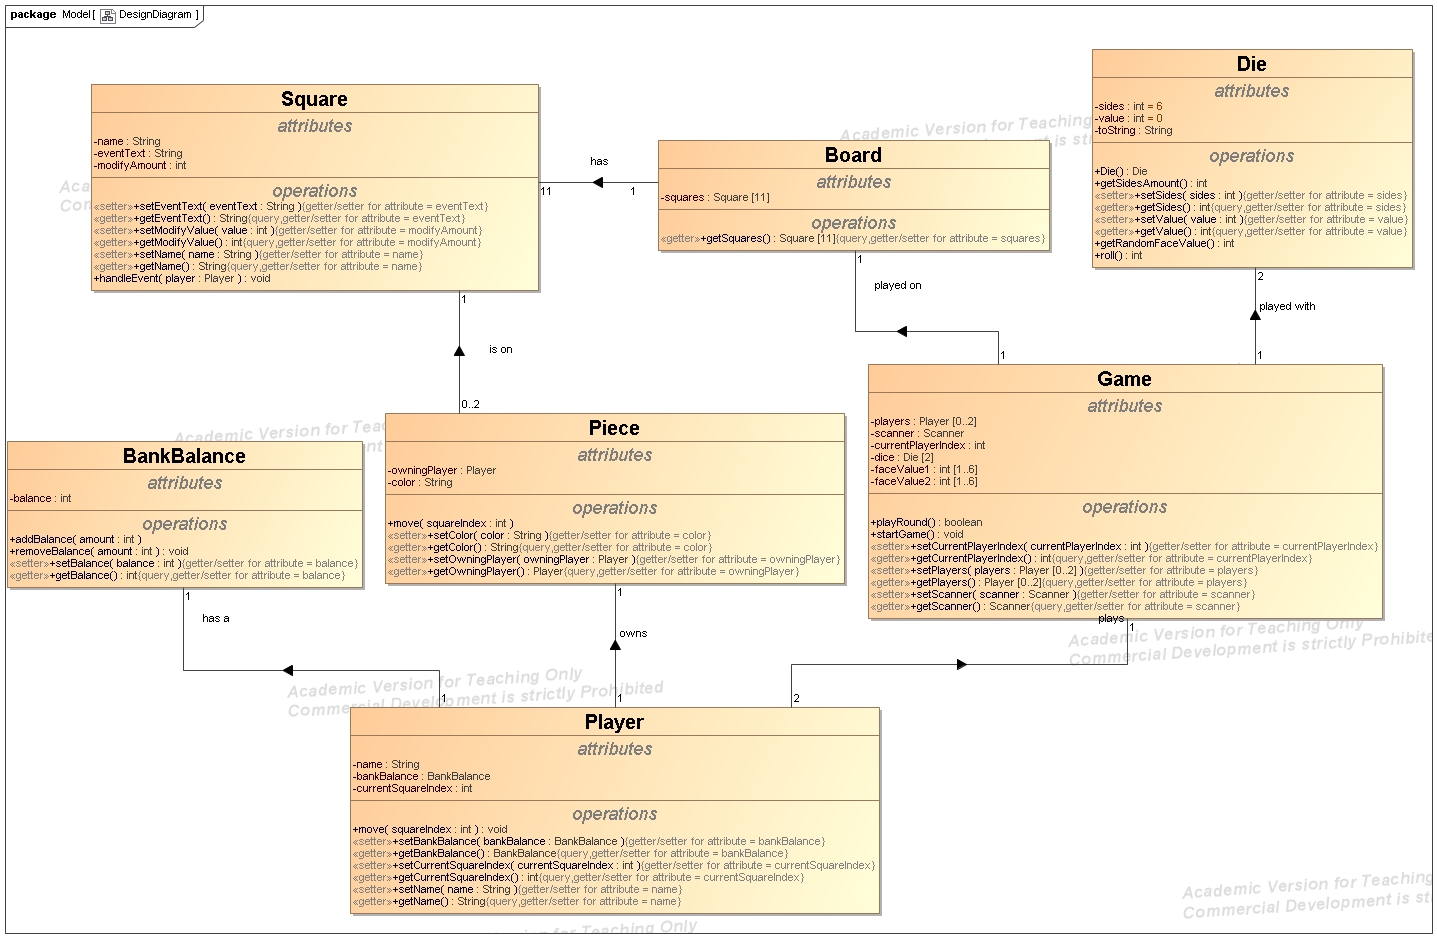 package Model[ DesignDiagram ]
Square
attributes
-name : String
-eventText : String
-modifyAmount : int
operations
«setter»+setEventText( eventText : String ){getter/setter for attribute = eventText}
«getter»+getEventText() : String{query,getter/setter for attribute = eventText}
«setter»+setModifyValue( value : int ){getter/setter for attribute = modifyAmount}
«getter»+getModifyValue() : int{query,getter/setter for attribute = modifyAmount}
«setter»+setName( name : String ){getter/setter for attribute = name}
«getter»+getName() : String{query,getter/setter for attribute = name}
+handleEvent( player : Player ) : void
has
11
1
Board
attributes
-squares : Square [11]
operations
«getter»+getSquares() : Square [11]{query,getter/setter for attribute = squares}
Die
attributes
-sides : int = 6
-value : int = 0
-toString : String
operations
+Die() : Die
+getSidesAmount() : int
«setter»+setSides( sides : int ){getter/setter for attribute = sides}
«getter»+getSides() : int{query,getter/setter for attribute = sides}
«setter»+setValue( value : int ){getter/setter for attribute = value}
«getter»+getValue() : int{query,getter/setter for attribute = value}
+getRandomFaceValue() : int
+roll() : int
1
played on
1
2
played with
1
1
is on
0..2
Game
attributes
-players : Player [0..2]
-scanner : Scanner
-currentPlayerIndex : int
-dice : Die [2]
-faceValue1 : int [1..6]
-faceValue2 : int [1..6]
operations
+playRound() : boolean
+startGame() : void
«setter»+setCurrentPlayerIndex( currentPlayerIndex : int ){getter/setter for attribute = currentPlayerIndex}
«getter»+getCurrentPlayerIndex() : int{query,getter/setter for attribute = currentPlayerIndex}
«setter»+setPlayers( players : Player [0..2] ){getter/setter for attribute = players}
«getter»+getPlayers() : Player [0..2]{query,getter/setter for attribute = players}
«setter»+setScanner( scanner : Scanner ){getter/setter for attribute = scanner}
«getter»+getScanner() : Scanner{query,getter/setter for attribute = scanner}
BankBalance
attributes
-balance : int
operations
+addBalance( amount : int )
+removeBalance( amount : int ) : void
«setter»+setBalance( balance : int ){getter/setter for attribute = balance}
«getter»+getBalance() : int{query,getter/setter for attribute = balance}
Piece
attributes
-owningPlayer : Player
-color : String
operations
+move( squareIndex : int )
«setter»+setColor( color : String ){getter/setter for attribute = color}
«getter»+getColor() : String{query,getter/setter for attribute = color}
«setter»+setOwningPlayer( owningPlayer : Player ){getter/setter for attribute = owningPlayer}
«getter»+getOwningPlayer() : Player{query,getter/setter for attribute = owningPlayer}
1
has a
1
1
owns
1
plays
1
2
Player
attributes
-name : String
-bankBalance : BankBalance
-currentSquareIndex : int
operations
+move( squareIndex : int ) : void
«setter»+setBankBalance( bankBalance : BankBalance ){getter/setter for attribute = bankBalance}
«getter»+getBankBalance() : BankBalance{query,getter/setter for attribute = bankBalance}
«setter»+setCurrentSquareIndex( currentSquareIndex : int ){getter/setter for attribute = currentSquareIndex}
«getter»+getCurrentSquareIndex() : int{query,getter/setter for attribute = currentSquareIndex}
«setter»+setName( name : String ){getter/setter for attribute = name}
«getter»+getName() : String{query,getter/setter for attribute = name}
Academic Version for Teaching
Academic Version for Teaching Only
Commercial Development is strictly Prohibited
Academic Version for Teaching Only
Commercial Development is strictly Prohibite
Academic Version for Teaching
Commercial Development is stri